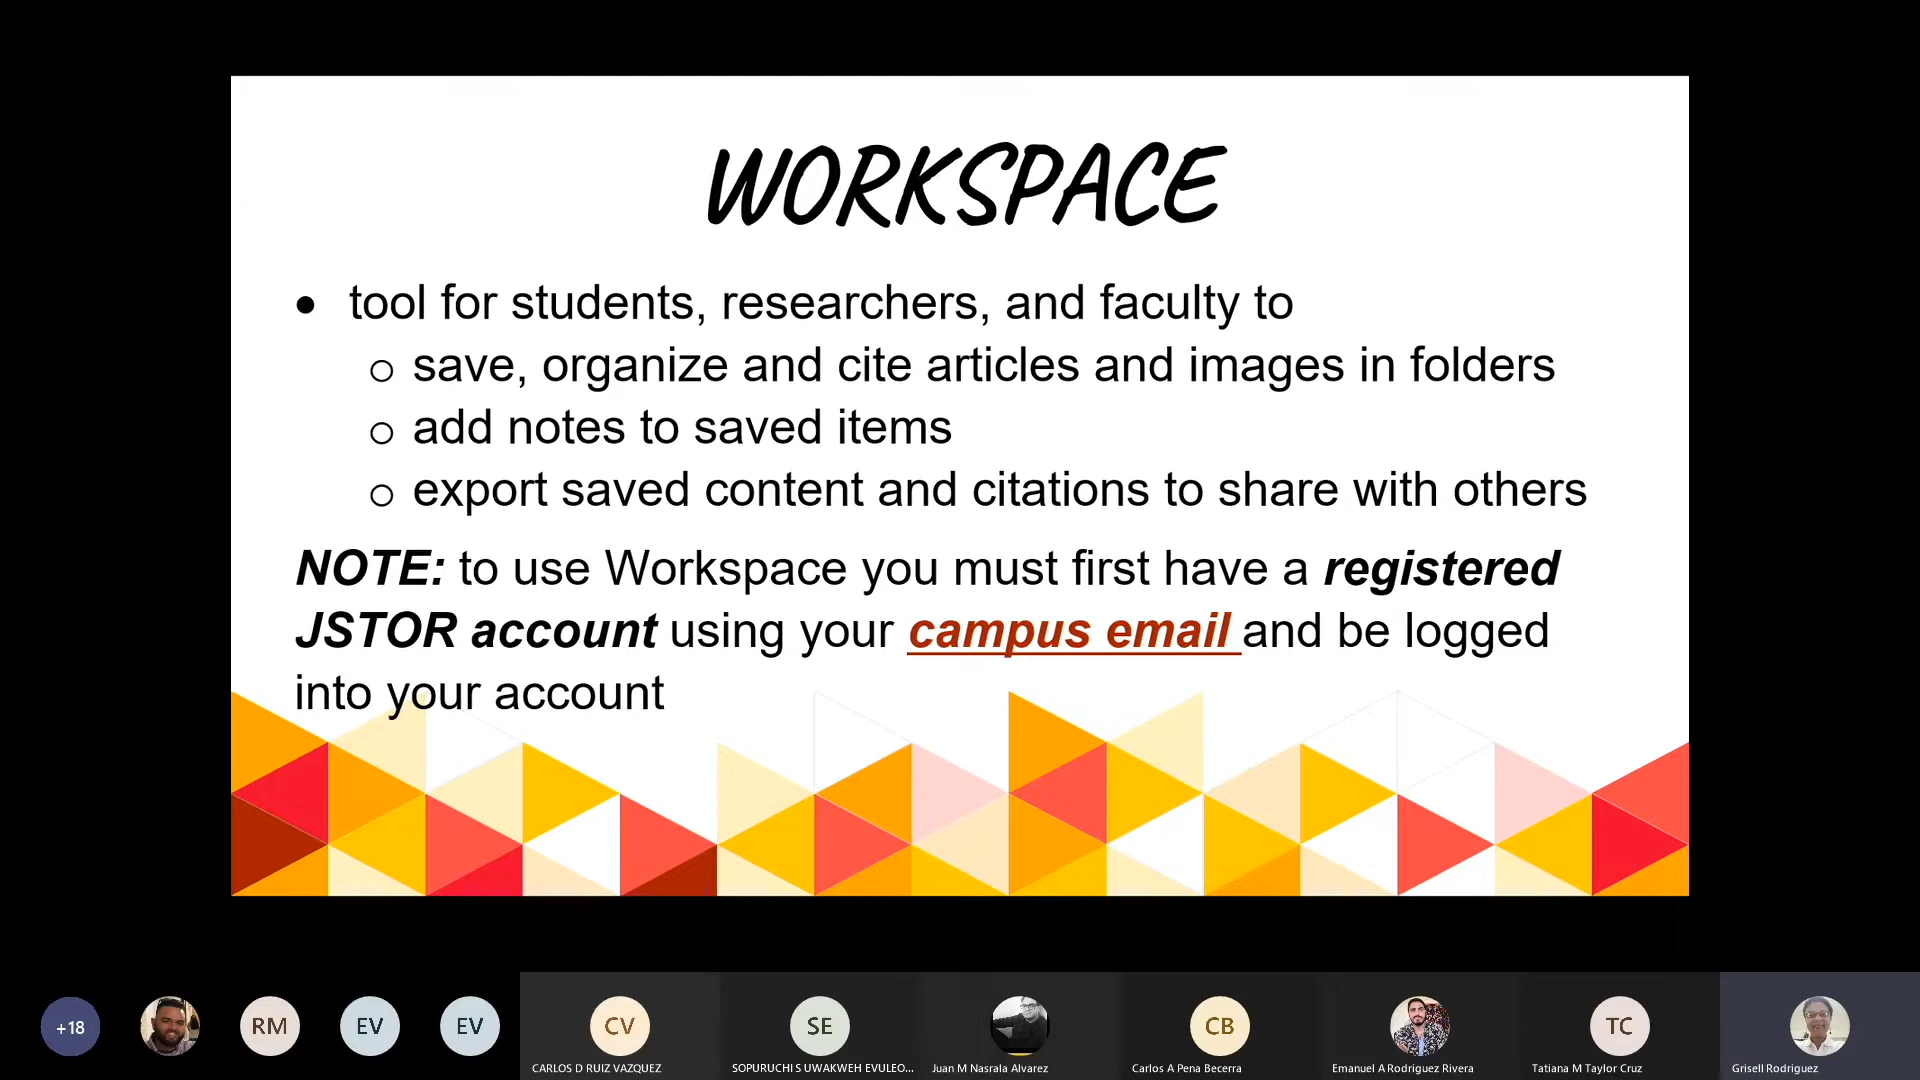 WORKSPACE
• tool for students, researchers, and faculty to
o save, organize and cite articles and images in folders
o add notes to saved items
o export saved content and citations to share with others
NOTE: to use Workspace you must first have a registered
JSTOR account using your campus email and be logged
into your account
+18
RM
EV
EV
CV
SE
CB
TC
CARLOS D RUIZ VAZQUEZ
SOPURUCHI S UWAKWEH EVULEO...
Juan M Nasrala Alvarez
Carlos A Pena Becerra
Emanuel A Rodriguez Rivera
Tatiana M Taylor Cruz
Grisell Rodriguez